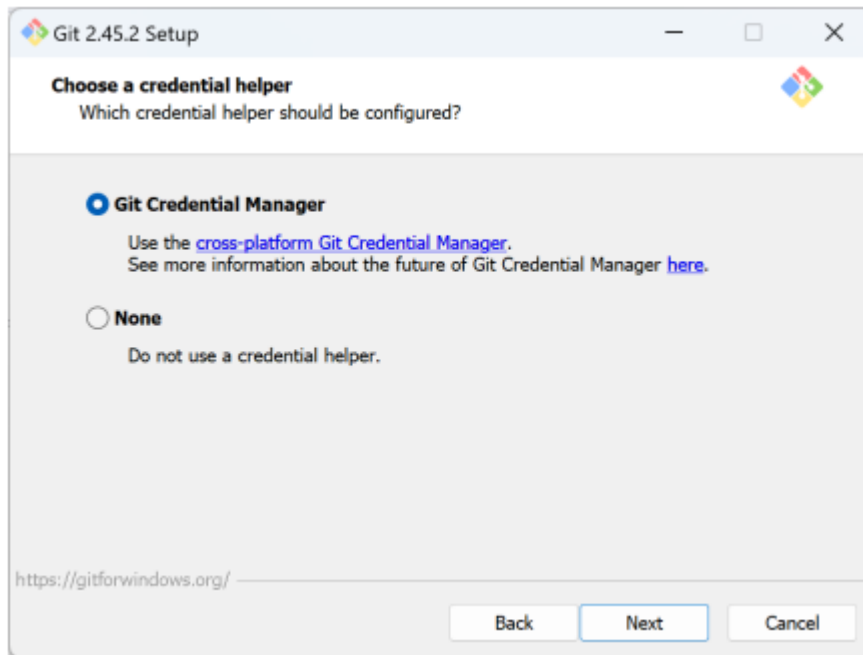 Git 2.45.2 Setup
Choose a credential helper
Which credential helper should be configured?
Git Credential Manager
Use the cross-platform Git Credential Manager.
See more information about the future of Git Credential Manager here.
None
Do not use a credential helper.
https://gitforwindows.org/
Back Next Cancel